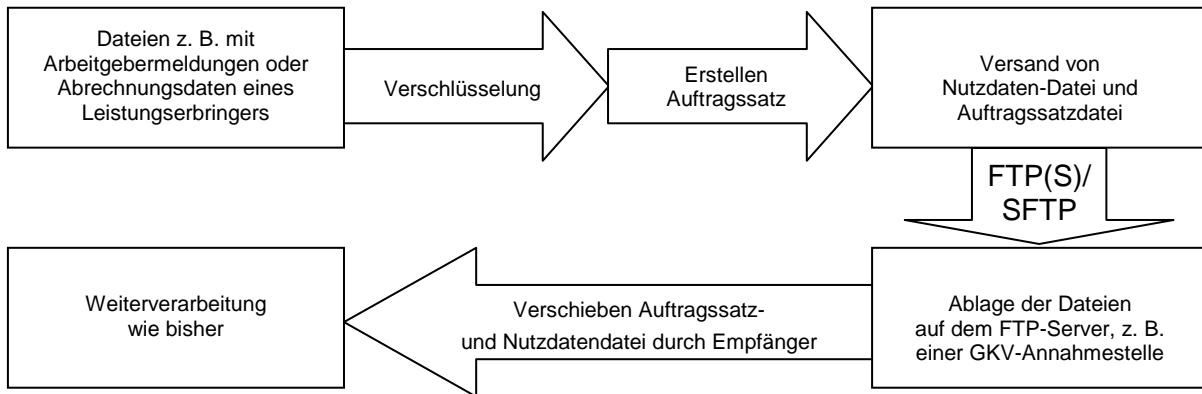 Dateien z. B. mit
Arbeitgebermeldungen oder
Abrechnungsdaten eines
Leistungserbringers
Verschlüsselung
Erstellen
Auftragssatz
Versand von
Nutzdaten-Datei und
Auftragssatzdatei
FTP(S)/
SFTP
Ablage der Dateien
auf dem FTP-Server, z. B.
einer GKV-Annahmestelle
Verschieben Auftragssatz-
und Nutzdatendatei durch Empfänger
Weiterverarbeitung
wie bisher